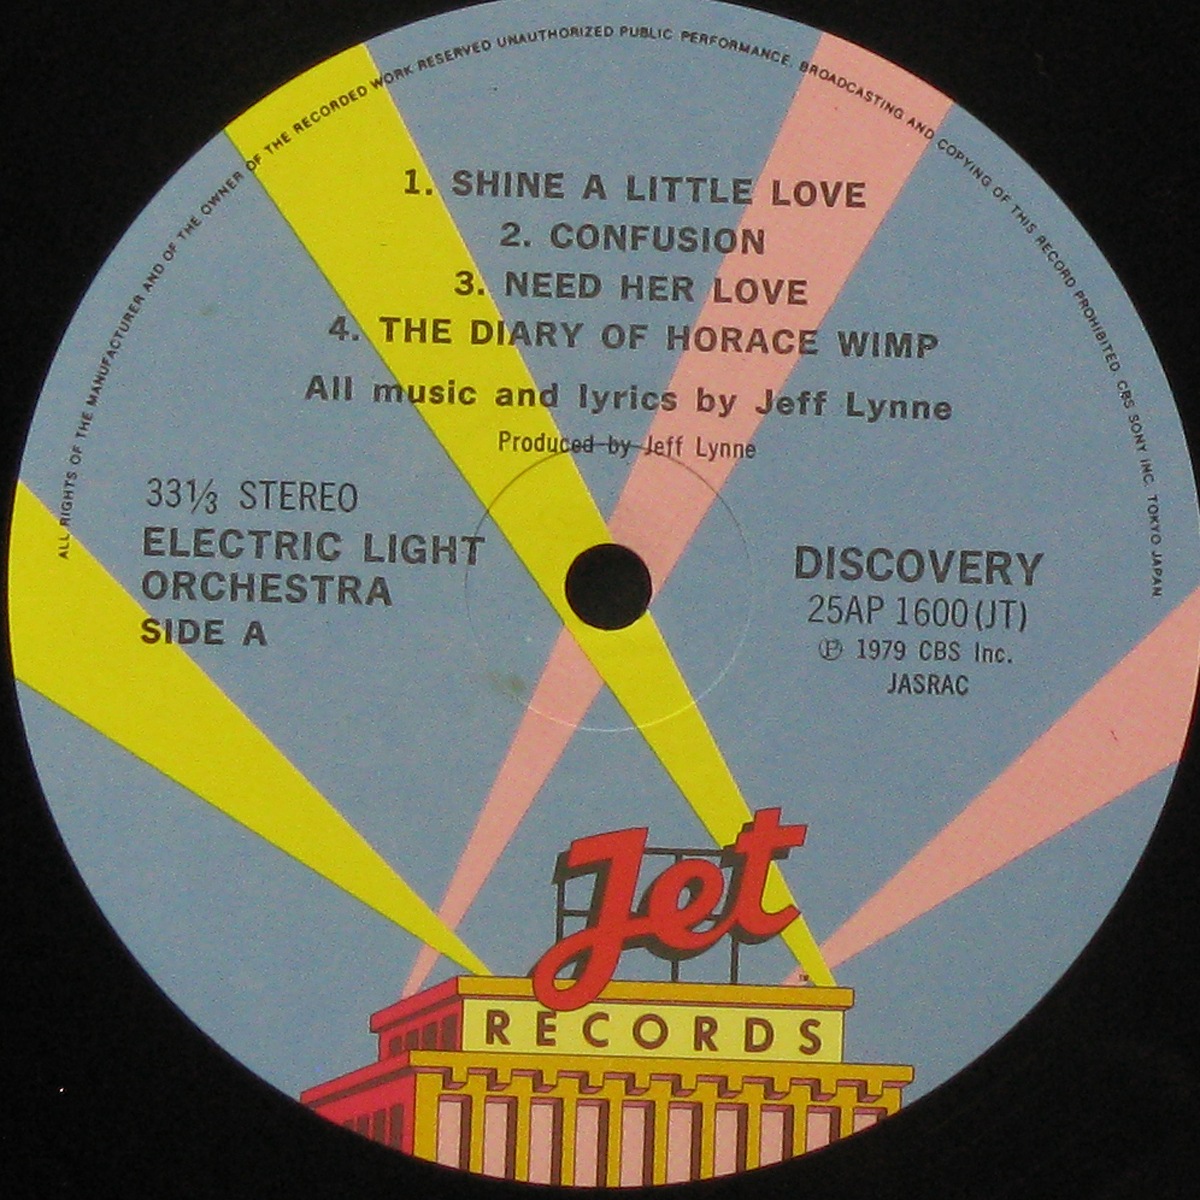 ALL RIGHTS OF THE MANUFACTURER AND OF THE OWNER OF THE RECORDED WORK RESERVED UNAUTHORIZED PUBLIC PERFORMANCE. BROADCASTING AND COPYING OF THIS RECORD PROHIBITED CBS SONY INC. TOKYO JAPAN
1. SHINE A LITTLE LOVE
2. CONFUSION
3. NEED HER LOVE
4. THE DIARY OF HORACE WIMP
All music and lyrics by Jeff Lynne
Produced by Jeff Lynne
33⅓ STEREO
ELECTRIC LIGHT
ORCHESTRA
SIDE A
DISCOVERY
25AP 1600(JT)
Ⓟ 1979 CBS Inc.
JASRAC
Jet
™
RECORDS